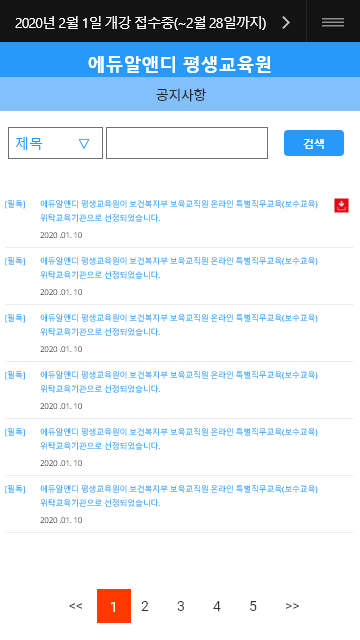 2020년 2월 1일 개강 접수중(~2월 28일까지)
에듀알앤디 평생교육원
공지사항
제목 ▽ 검색
[필독] 에듀알앤디 평생교육원이 보건복지부 보육교직원 온라인 특별직무교육(보수교육)
위탁교육기관으로 선정되었습니다.
2020 .01. 10
[필독] 에듀알앤디 평생교육원이 보건복지부 보육교직원 온라인 특별직무교육(보수교육)
위탁교육기관으로 선정되었습니다.
2020 .01. 10
[필독] 에듀알앤디 평생교육원이 보건복지부 보육교직원 온라인 특별직무교육(보수교육)
위탁교육기관으로 선정되었습니다.
2020 .01. 10
[필독] 에듀알앤디 평생교육원이 보건복지부 보육교직원 온라인 특별직무교육(보수교육)
위탁교육기관으로 선정되었습니다.
2020 .01. 10
[필독] 에듀알앤디 평생교육원이 보건복지부 보육교직원 온라인 특별직무교육(보수교육)
위탁교육기관으로 선정되었습니다.
2020 .01. 10
[필독] 에듀알앤디 평생교육원이 보건복지부 보육교직원 온라인 특별직무교육(보수교육)
위탁교육기관으로 선정되었습니다.
2020 .01. 10
<< 1 2 3 4 5 >>